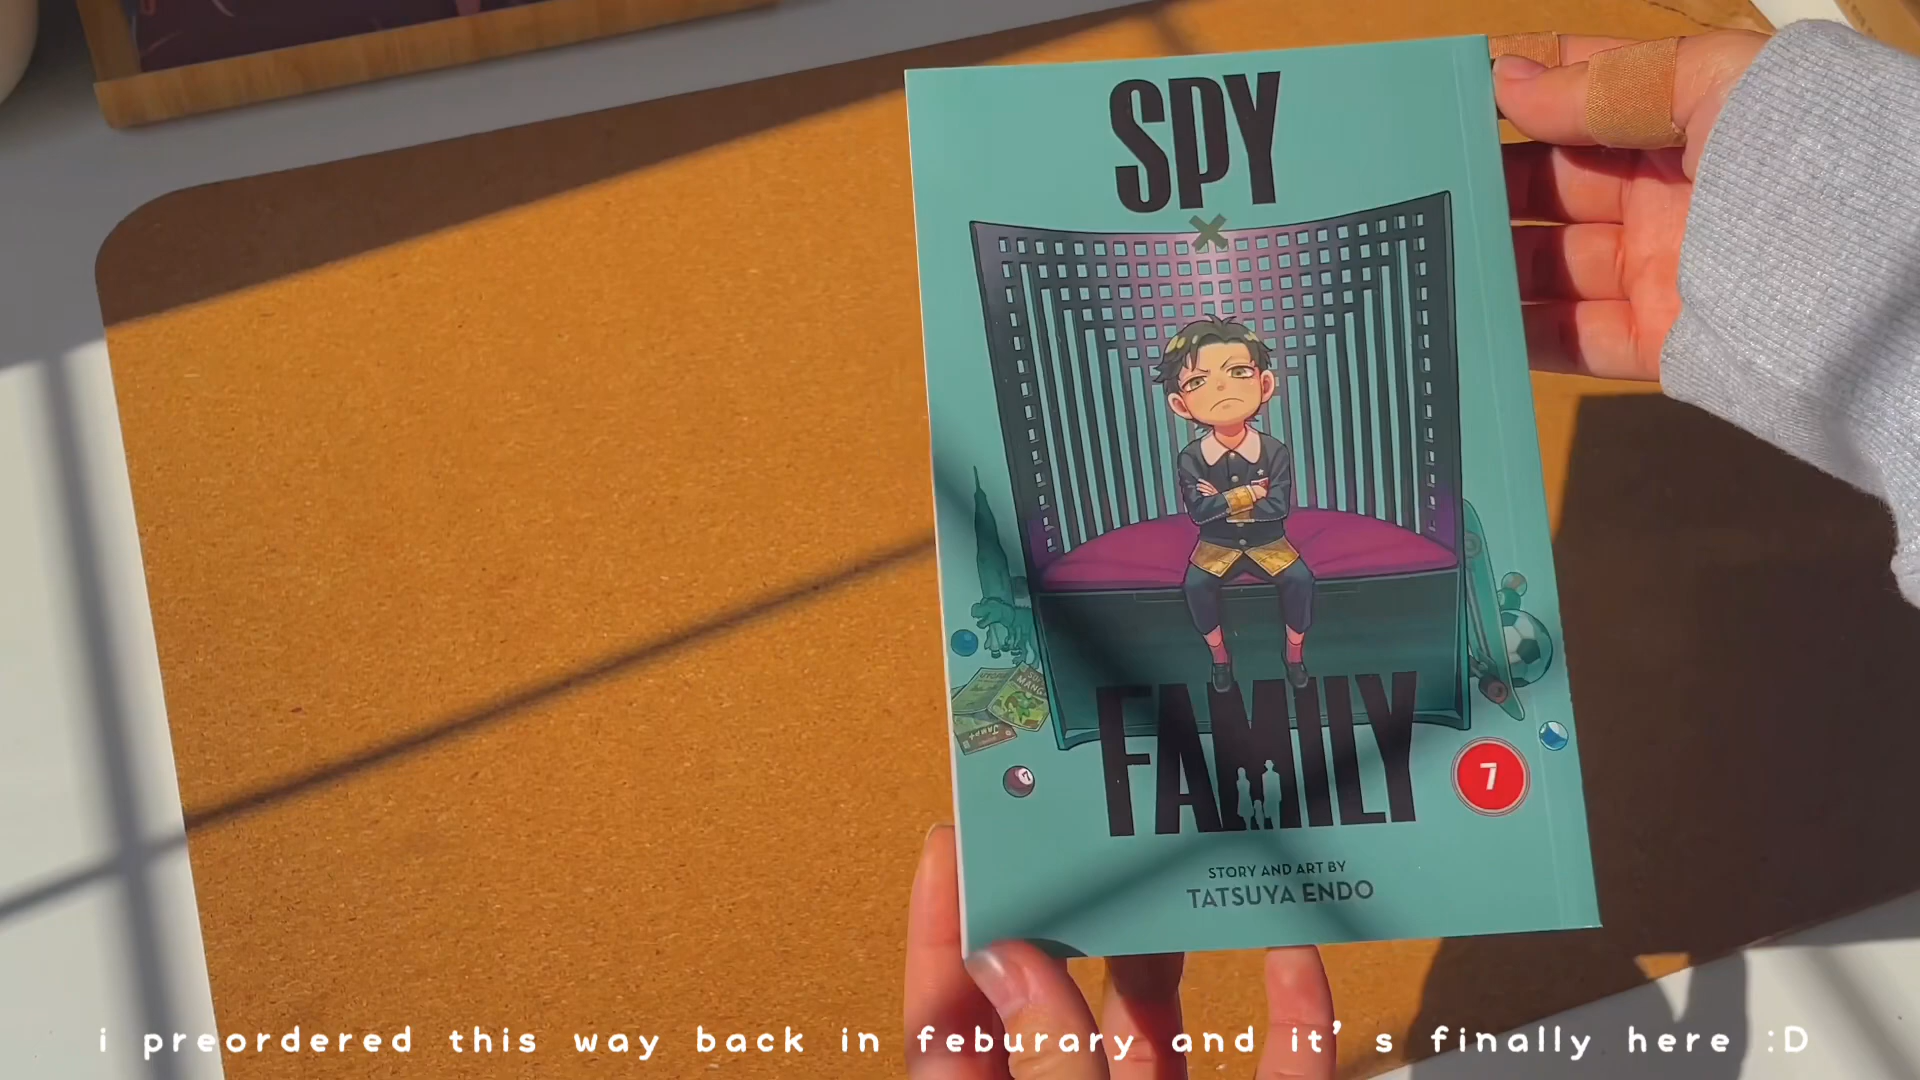 SPY
×
FAMILY
7
7
STORY AND ART BY
TATSUYA ENDO
i preordered this way back in feburary and it's finally here :D